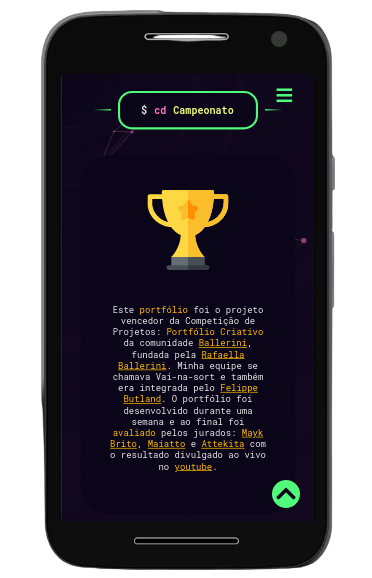 $ cd Campeonato
Este portfólio foi o projeto
vencedor da Competição de
Projetos: Portfólio Criativo
da comunidade Ballerini,
fundada pela Rafaella
Ballerini. Minha equipe se
chamava Vai-na-sort e também
era integrada pelo Felippe
Butland. O portfólio foi
desenvolvido durante uma
semana e ao final foi
avaliado pelos jurados: Mayk
Brito, Maiatto e Attekita com
o resultado divulgado ao vivo
no youtube.